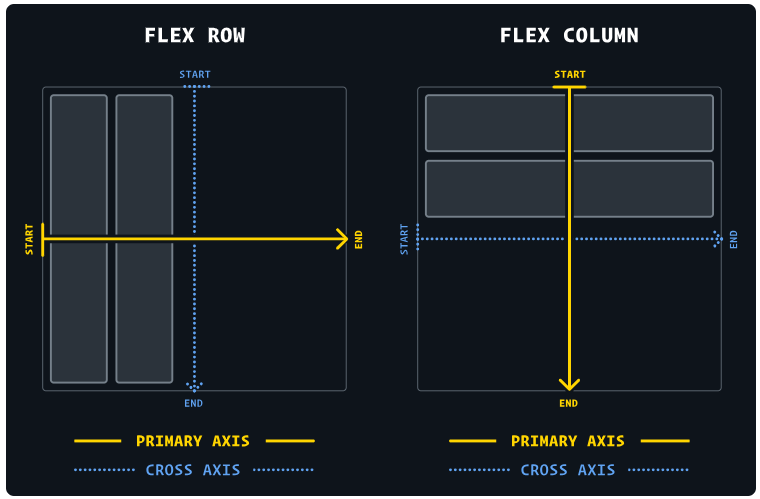 FLEX ROW
START
START
END
END
PRIMARY AXIS
CROSS AXIS
FLEX COLUMN
START
START
END
END
PRIMARY AXIS
CROSS AXIS